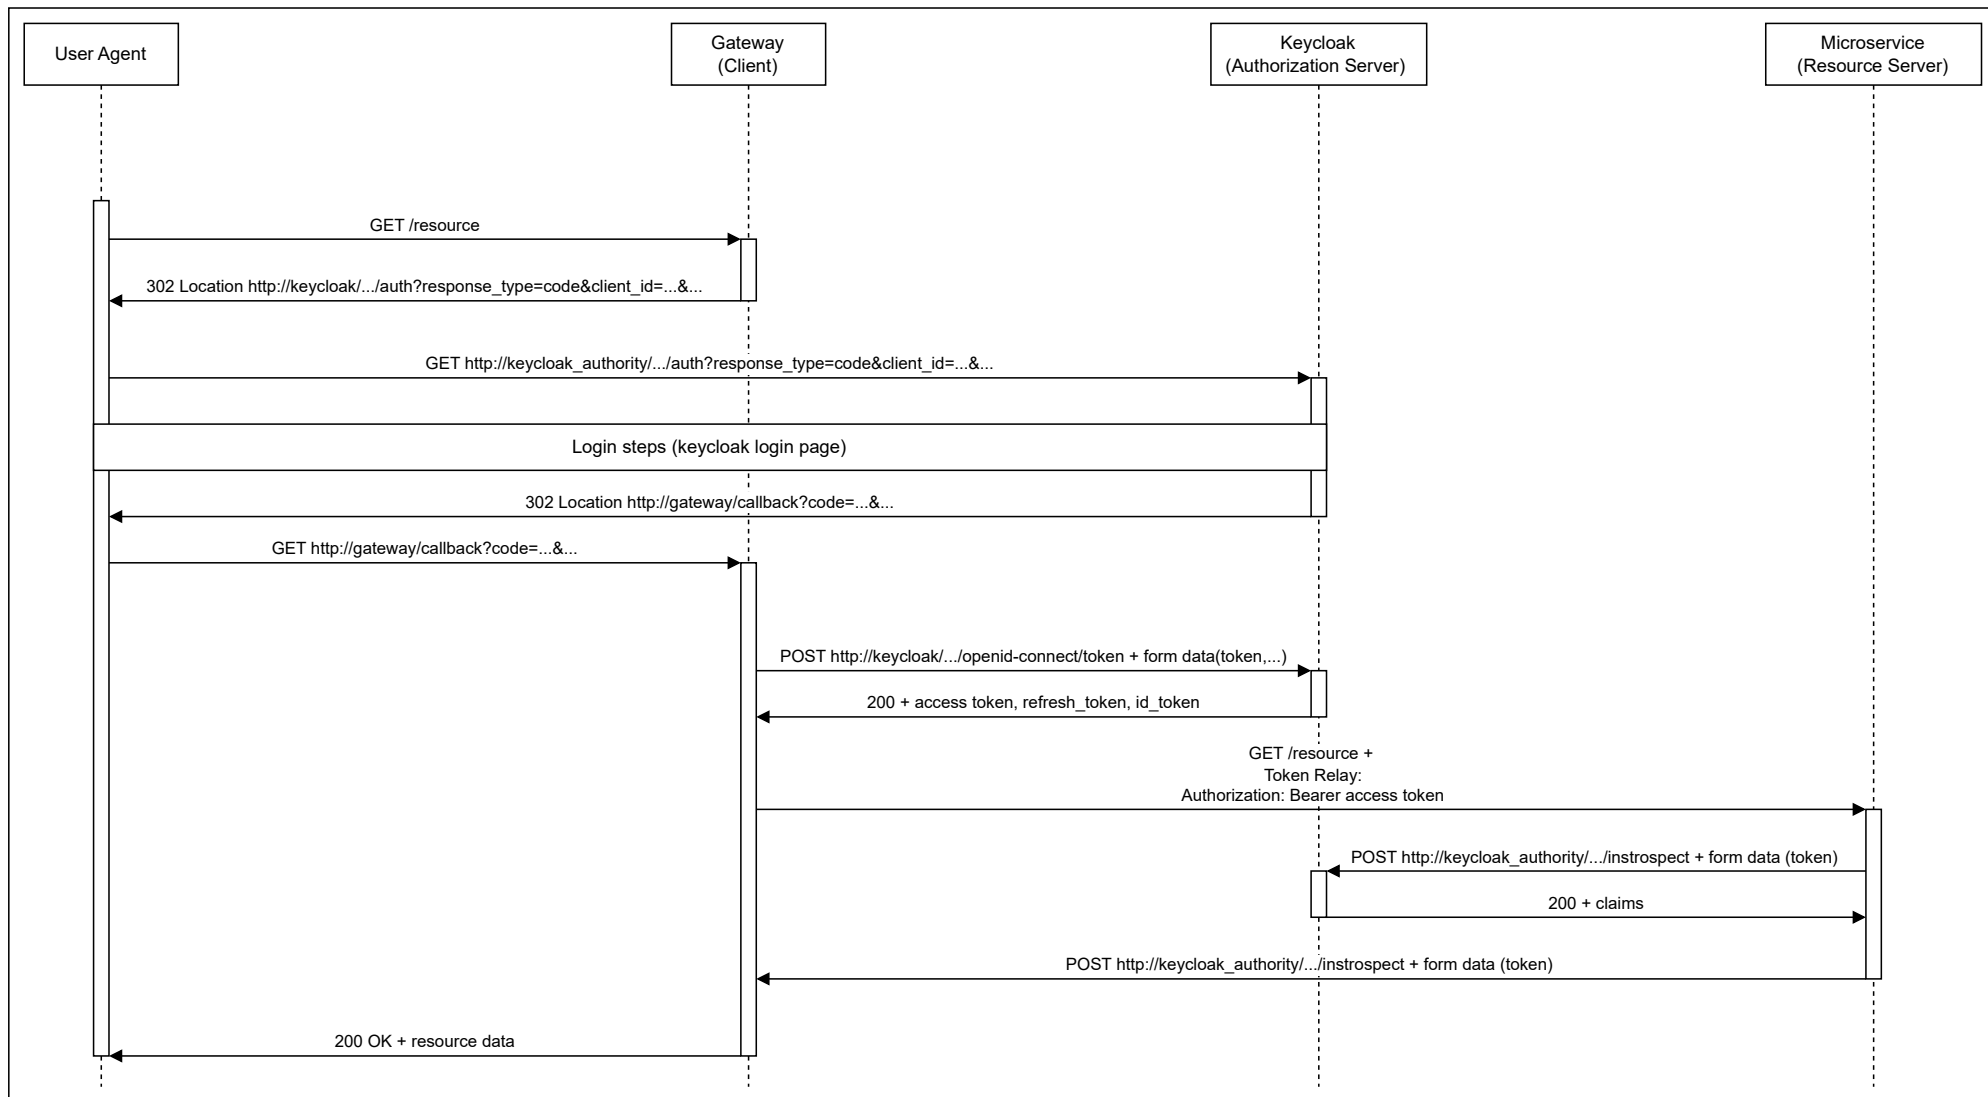 User Agent
Gateway
(Client)
Keycloak
(Authorization Server)
Microservice
(Resource Server)
GET /resource
302 Location http://keycloak/.../auth?response_type=code&client_id=...&...
GET http://keycloak_authority/.../auth?response_type=code&client_id=...&...
Login steps (keycloak login page)
302 Location http://gateway/callback?code=...&...
GET http://gateway/callback?code=...&...
POST http://keycloak/.../openid-connect/token + form data(token,...)
200 + access token, refresh_token, id_token
GET /resource +
Token Relay:
Authorization: Bearer access token
POST http://keycloak_authority/.../instrospect + form data (token)
200 + claims
POST http://keycloak_authority/.../instrospect + form data (token)
200 OK + resource data